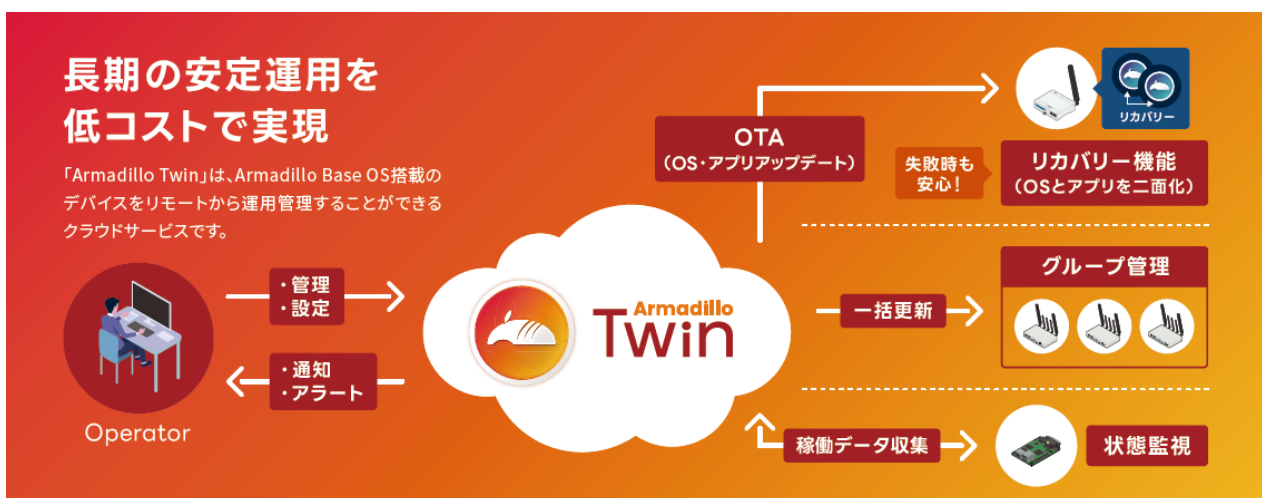 長期の安定運用を
低コストで実現
「Armadillo Twin」は、Armadillo Base OS搭載の
デバイスをリモートから運用管理することができる
クラウドサービスです。
Operator
・管理
・設定
・通知
・アラート
Armadillo
Twin
OTA
（OS・アプリアップデート）
リカバリー
失敗時も
安心！
リカバリー機能
（OSとアプリを二面化）
一括更新
グループ管理
稼働データ収集
状態監視